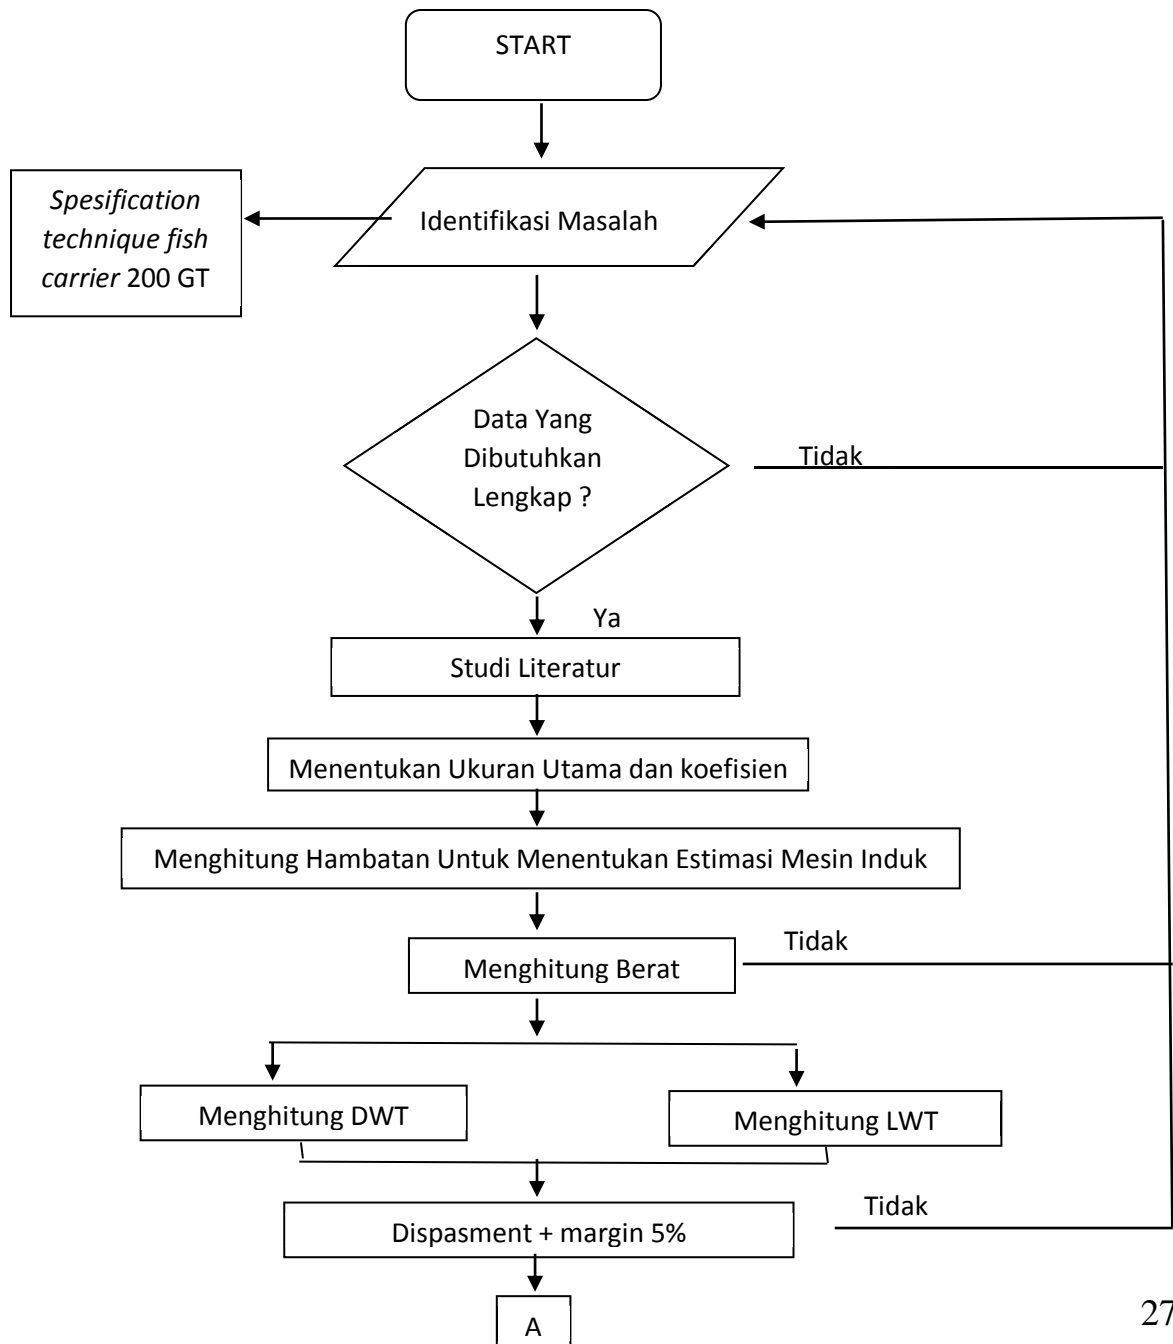 START
Spesification
technique fish
carrier 200 GT
Identifikasi Masalah
Data Yang
Dibutuhkan
Lengkap ?
Tidak
Ya
Studi Literatur
Menentukan Ukuran Utama dan koefisien
Menghitung Hambatan Untuk Menentukan Estimasi Mesin Induk
Tidak
Menghitung Berat
Menghitung DWT
Menghitung LWT
Tidak
Dispasment + margin 5%
A
27